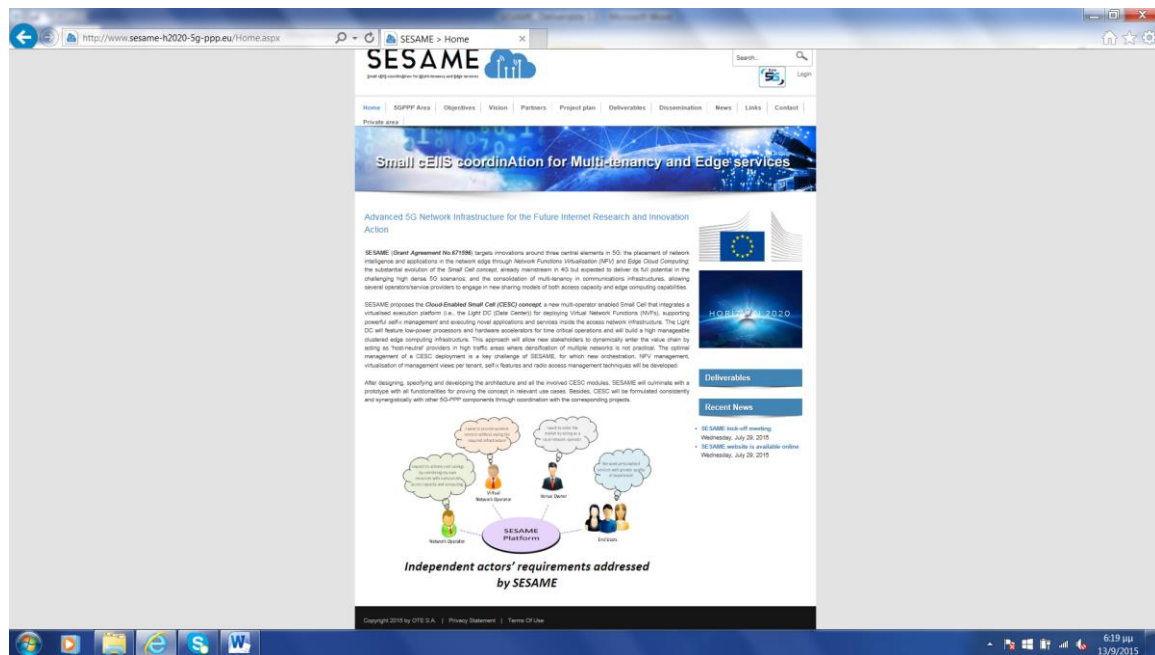 http://www.sesame-h2020-5g-ppp.eu/Home.aspx
SESAME > Home
SESAME
Small cEllS coordinAtion for Multi-tenancy and Edge services
Search...
5G
Login
Home | 5GPPP Area | Objectives | Vision | Partners | Project plan | Deliverables | Dissemination | News | Links | Contact |
Private area
Small cEllS coordinAtion for Multi-tenancy and Edge services
Advanced 5G Network Infrastructure for the Future Internet Research and Innovation
Action
SESAME (Grant Agreement No.671596) targets innovations around three central elements in 5G: the placement of network
intelligence and applications in the network edge through Network Functions Virtualisation (NFV) and Edge Cloud Computing;
the substantial evolution of the Small Cell concept, already mainstream in 4G but expected to deliver its full potential in the
challenging high dense 5G scenarios; and the consolidation of multi-tenancy in communications infrastructures, allowing
several operators/service providers to engage in new sharing models of both access capacity and edge computing capabilities.
SESAME proposes the Cloud-Enabled Small Cell (CESC) concept, a new multi-operator enabled Small Cell that integrates a
virtualised execution platform (i.e., the Light DC (Data Center)) for deploying Virtual Network Functions (NVFs), supporting
powerful self-x management and executing novel applications and services inside the access network infrastructure. The Light
DC will feature low-power processors and hardware accelerators for time critical operations and will build a high manageable
clustered edge computing infrastructure. This approach will allow new stakeholders to dynamically enter the value chain by
acting as 'host-neutral' providers in high traffic areas where densification of multiple networks is not practical. The optimal
management of a CESC deployment is a key challenge of SESAME, for which new orchestration, NFV management,
virtualisation of management views per tenant, self-x features and radio access management techniques will be developed.
After designing, specifying and developing the architecture and all the involved CESC modules, SESAME will culminate with a
prototype with all functionalities for proving the concept in relevant use cases. Besides, CESC will be formulated consistently
and synergistically with other 5G-PPP components through coordination with the corresponding projects.
HORIZON 2020
Deliverables
Recent News
SESAME kick-off meeting
Wednesday, July 29, 2015
SESAME website is available online
Wednesday, July 29, 2015
Virtual
Network Operator
Venue Owner
Network Operator
SESAME
Platform
End Users
Independent actors' requirements addressed
by SESAME
Copyright 2015 by OTE S.A. | Privacy Statement | Terms Of Use
6:19 μμ
13/9/2015